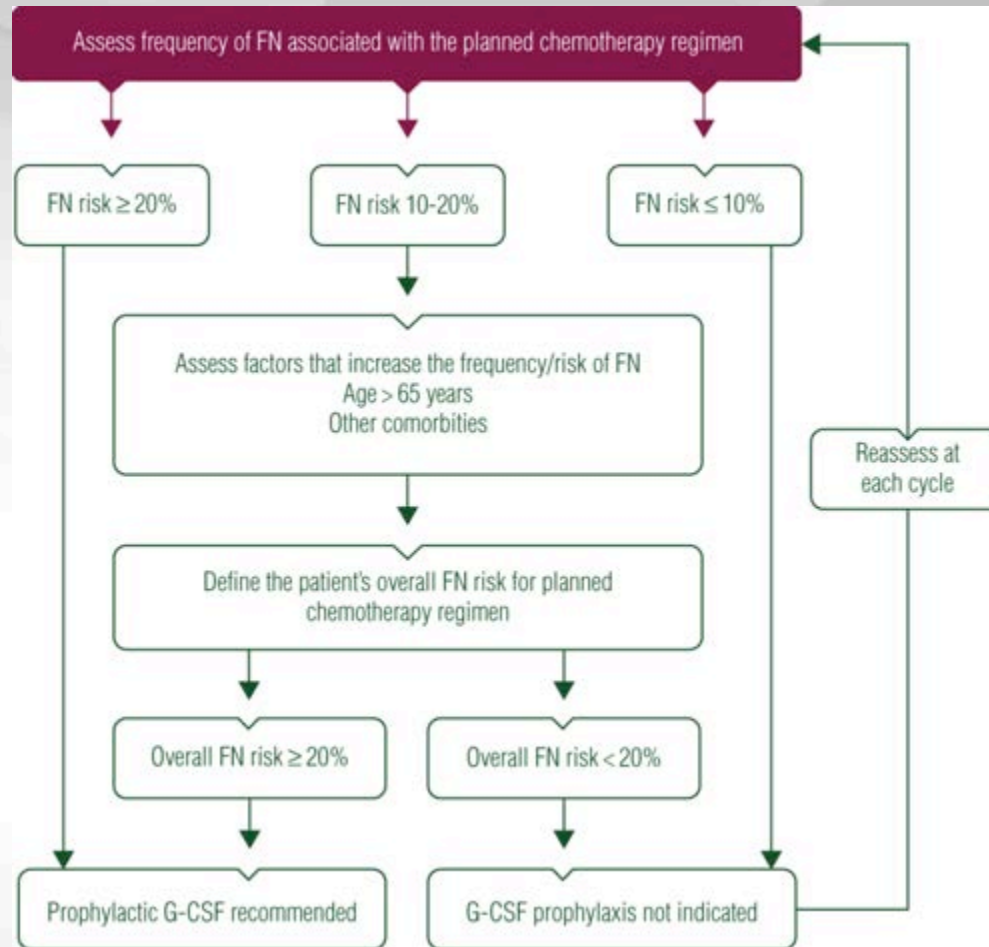 Assess frequency of FN associated with the planned chemotherapy regimen
FN risk ≥ 20%
FN risk 10-20%
FN risk ≤ 10%
Assess factors that increase the frequency/risk of FN
Age > 65 years
Other comorbities
Reassess at
each cycle
Define the patient's overall FN risk for planned
chemotherapy regimen
Overall FN risk ≥ 20%
Overall FN risk < 20%
Prophylactic G-CSF recommended
G-CSF prophylaxis not indicated